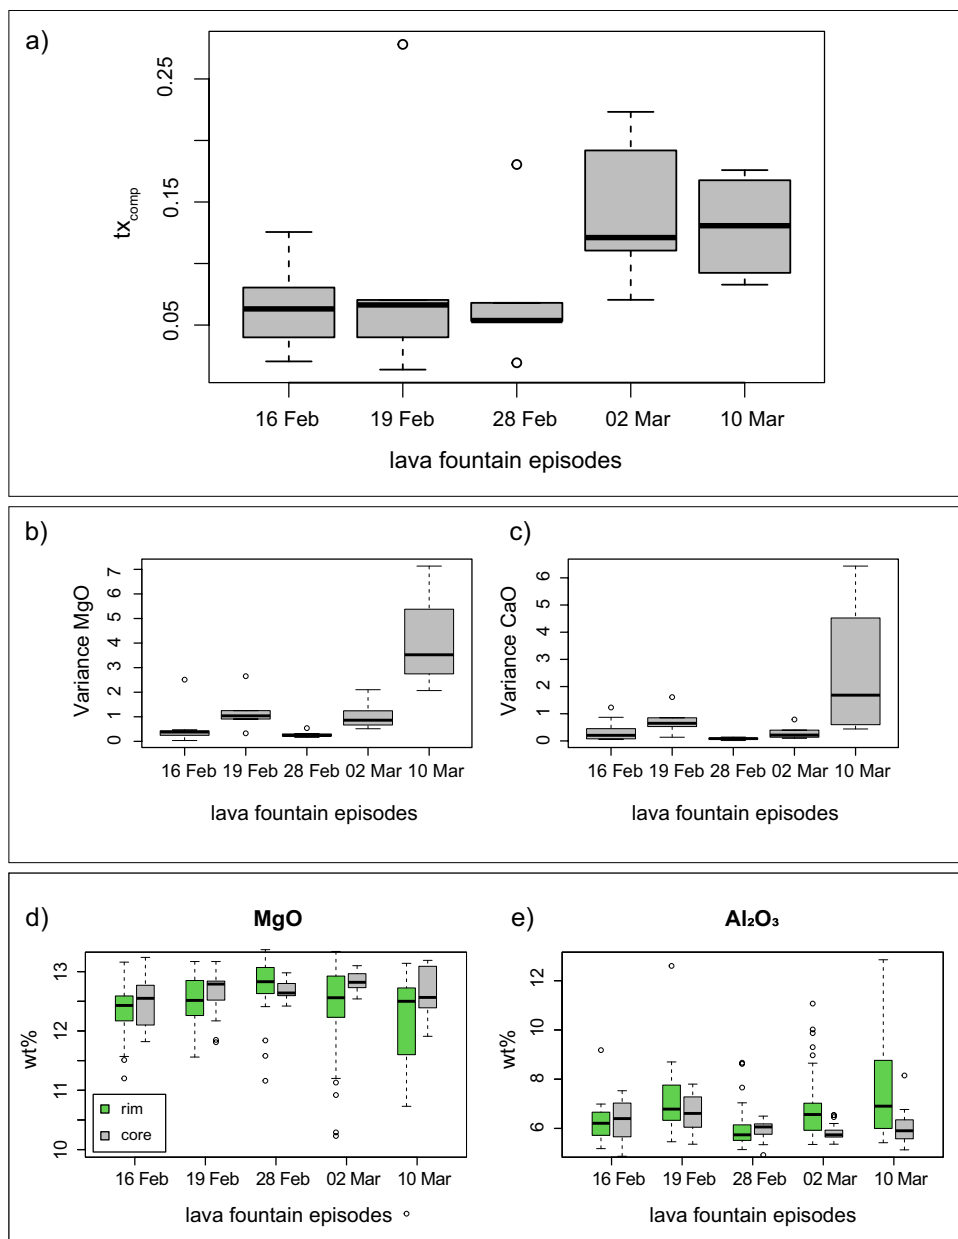 a)
tx_comp
0.25
0.15
0.05
16 Feb 19 Feb 28 Feb 02 Mar 10 Mar
lava fountain episodes
b)
Variance MgO
7
6
5
4
3
2
1
0
16 Feb 19 Feb 28 Feb 02 Mar 10 Mar
lava fountain episodes
c)
Variance CaO
6
5
4
3
2
1
0
16 Feb 19 Feb 28 Feb 02 Mar 10 Mar
lava fountain episodes
d)
MgO
wt%
13
12
11
10
rim
core
16 Feb 19 Feb 28 Feb 02 Mar 10 Mar
lava fountain episodes
e)
Al₂O₃
wt%
12
10
8
6
16 Feb 19 Feb 28 Feb 02 Mar 10 Mar
lava fountain episodes